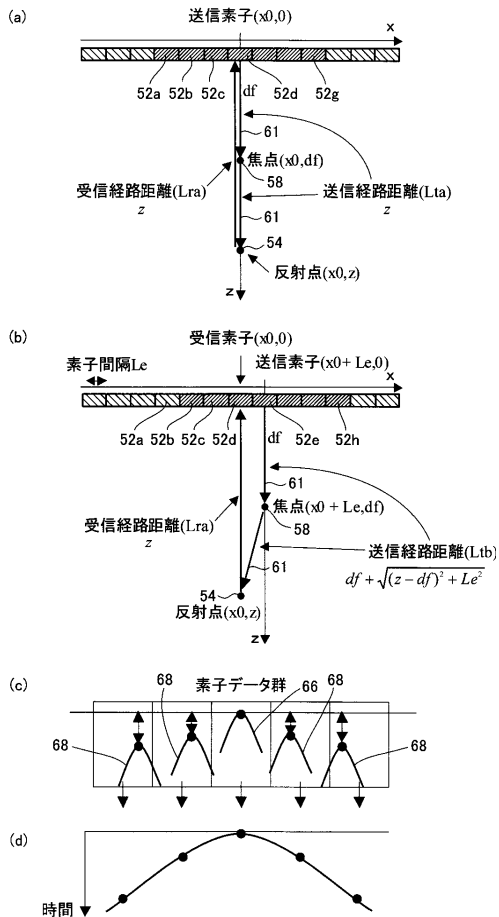 (a)
送信素子(x0,0)
x
52a 52b 52c 52d 52g
df
61
焦点(x0,df)
58
受信経路距離(Lra)
z
送信経路距離(Lta)
z
61
54
反射点(x0,z)
z
(b)
受信素子(x0,0)
素子間隔Le
送信素子(x0+ Le,0)
x
52a 52b 52c 52d 52e 52h
df
61
焦点(x0 + Le,df)
58
受信経路距離(Lra)
z
送信経路距離(Ltb)
df + √(z − df)² + Le²
61
54
反射点(x0,z)
z
(c)
素子データ群
68 68 66 68 68
(d)
時間